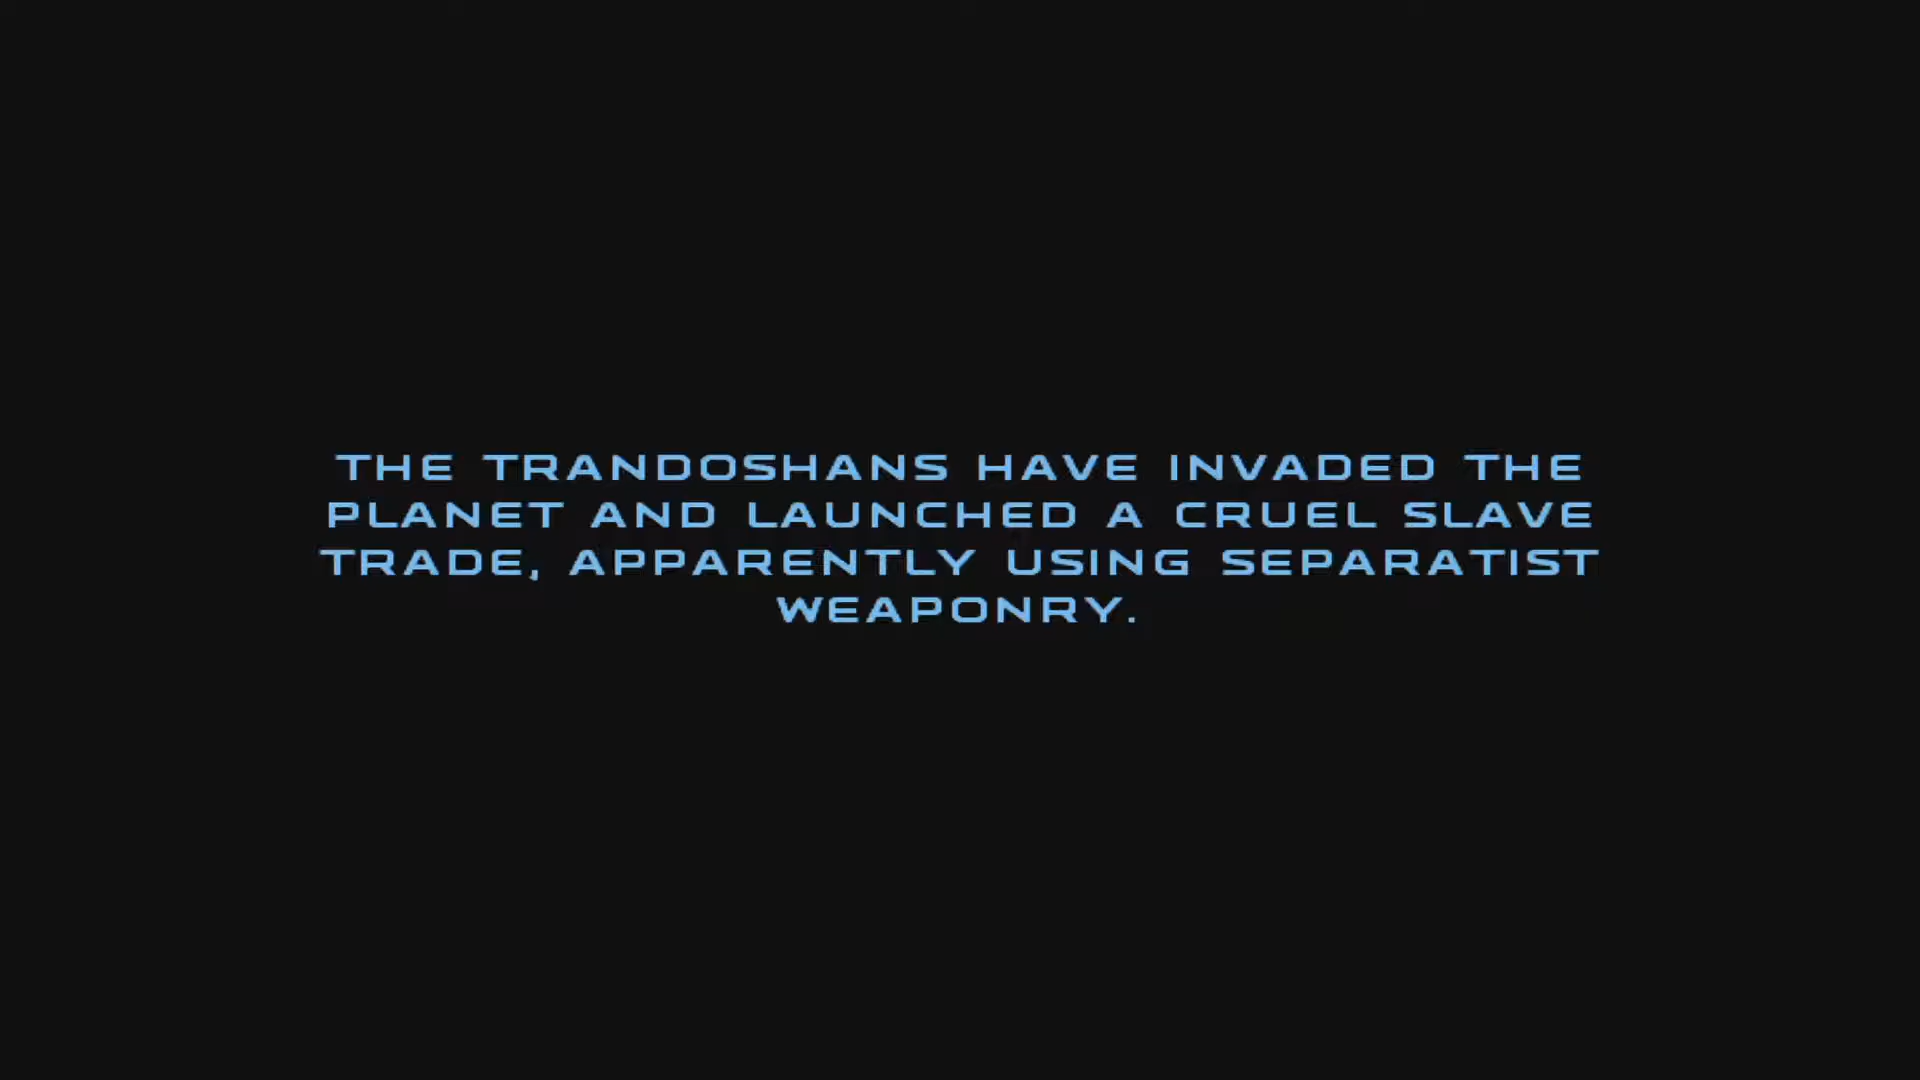 THE TRANDOSHANS HAVE INVADED THE
PLANET AND LAUNCHED A CRUEL SLAVE
TRADE, APPARENTLY USING SEPARATIST
WEAPONRY.